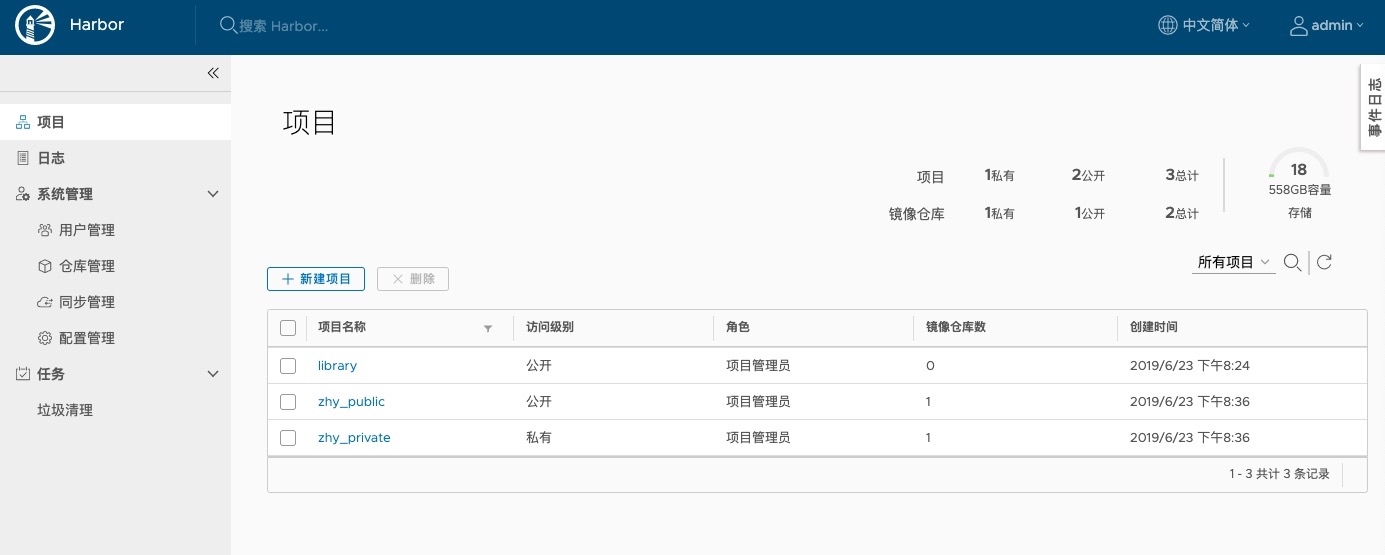 Harbor
搜索 Harbor...
中文简体
admin
事件日志
项目
日志
系统管理
用户管理
仓库管理
同步管理
配置管理
任务
垃圾清理
项目
项目 1私有 2公开 3总计
镜像仓库 1私有 1公开 2总计
18
558GB容量
存储
所有项目
新建项目 删除
项目名称 访问级别 角色 镜像仓库数 创建时间
library 公开 项目管理员 0 2019/6/23 下午8:24
zhy_public 公开 项目管理员 1 2019/6/23 下午8:36
zhy_private 私有 项目管理员 1 2019/6/23 下午8:36
1 - 3 共计 3 条记录